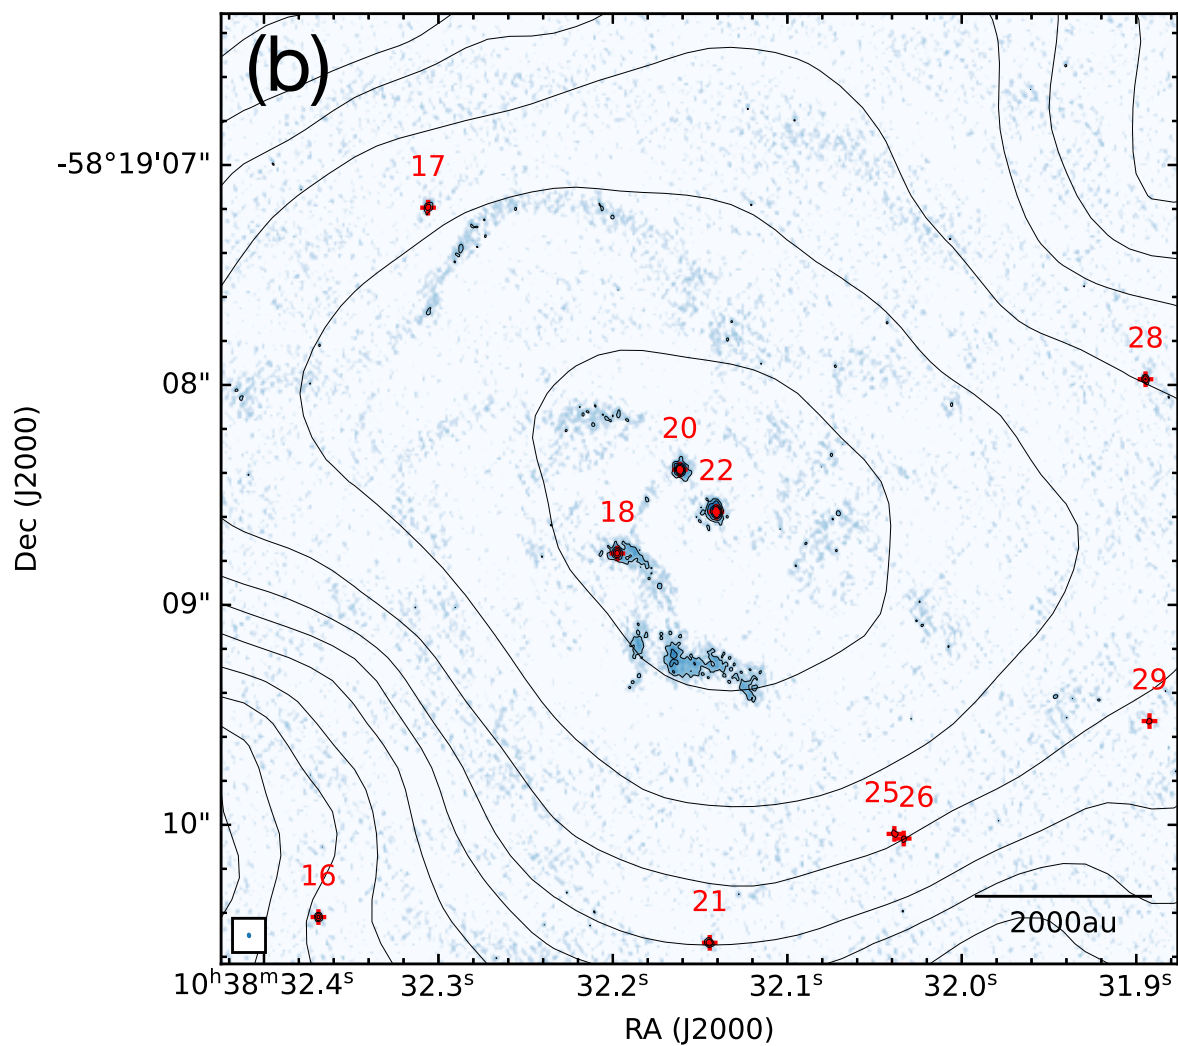 (b)
17
-58°19'07"
28
08"
20
22
18
09"
29
25 26
10"
16
21
2000au
10ʰ38ᵐ32.4ˢ 32.3ˢ 32.2ˢ 32.1ˢ 32.0ˢ 31.9ˢ
RA (J2000)
Dec (J2000)